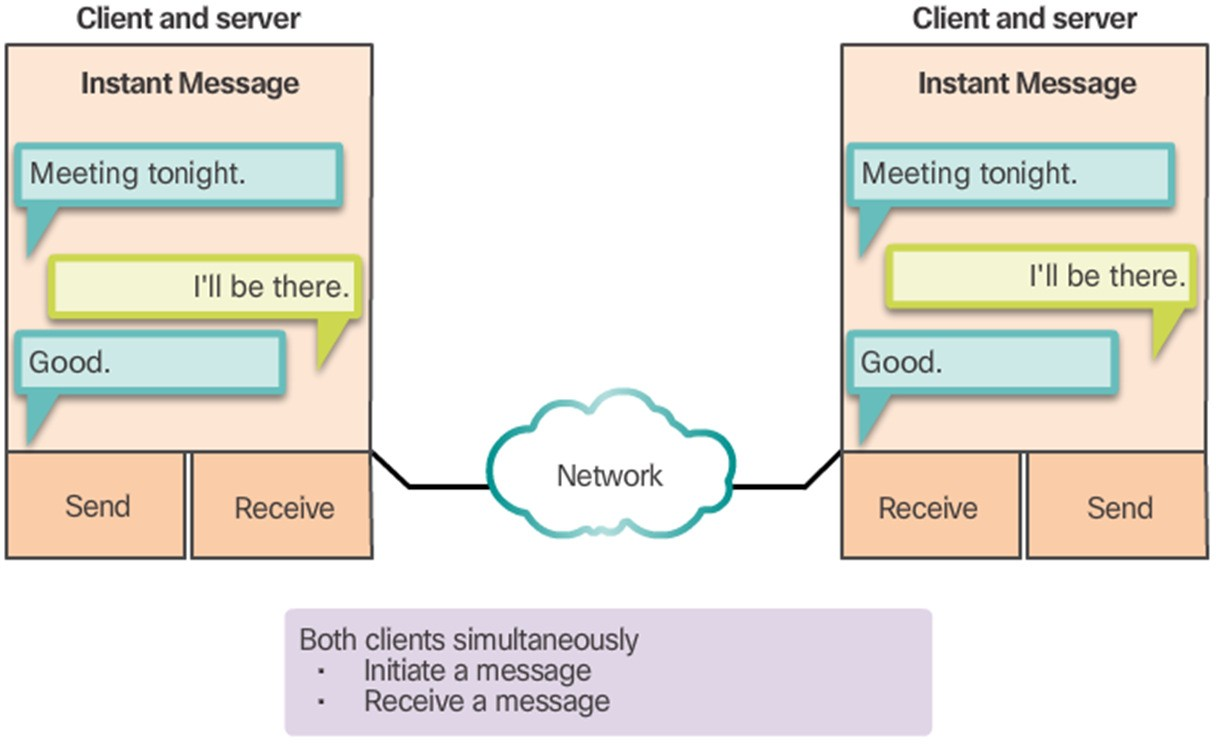 Client and server
Instant Message
Meeting tonight.
I'll be there.
Good.
Send
Receive
Network
Client and server
Instant Message
Meeting tonight.
I'll be there.
Good.
Receive
Send
Both clients simultaneously
· Initiate a message
· Receive a message